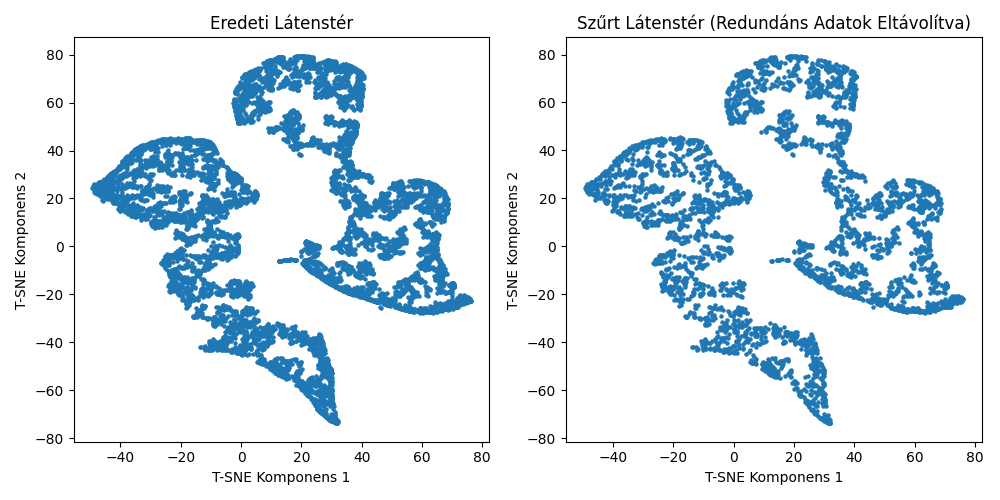 Eredeti Látenstér
80
60
40
20
0
−20
−40
−60
−80
T-SNE Komponens 2
−40 −20 0 20 40 60 80
T-SNE Komponens 1
Szűrt Látenstér (Redundáns Adatok Eltávolítva)
80
60
40
20
0
−20
−40
−60
−80
T-SNE Komponens 2
−40 −20 0 20 40 60 80
T-SNE Komponens 1